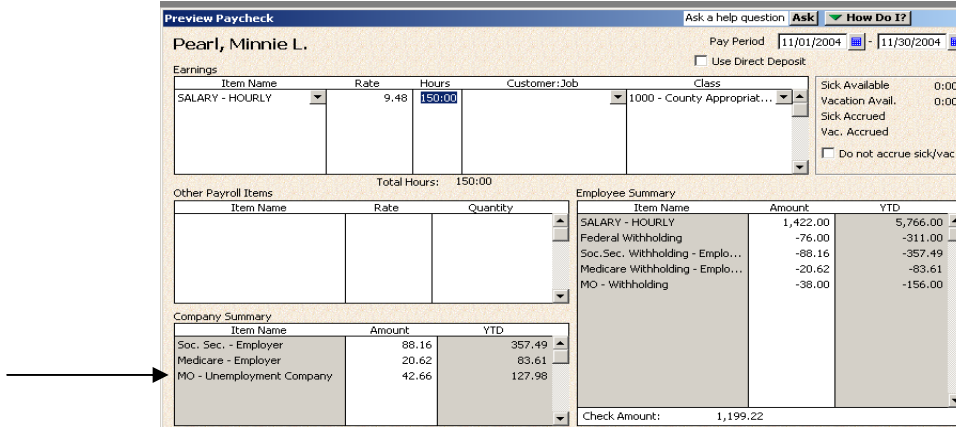 Preview Paycheck Ask a help question Ask How Do I?
Pearl, Minnie L. Pay Period 11/01/2004 - 11/30/2004
Use Direct Deposit
Earnings
Item Name Rate Hours Customer:Job Class
SALARY - HOURLY 9.48 150:00 1000 - County Appropriat...
Sick Available 0:00
Vacation Avail. 0:00
Sick Accrued
Vac. Accrued
Do not accrue sick/vac
Total Hours: 150:00
Other Payroll Items
Item Name Rate Quantity
Employee Summary
Item Name Amount YTD
SALARY - HOURLY 1,422.00 5,766.00
Federal Withholding -76.00 -311.00
Soc.Sec. Withholding - Emplo... -88.16 -357.49
Medicare Withholding - Emplo... -20.62 -83.61
MO - Withholding -38.00 -156.00
Company Summary
Item Name Amount YTD
Soc. Sec. - Employer 88.16 357.49
Medicare - Employer 20.62 83.61
MO - Unemployment Company 42.66 127.98
Check Amount: 1,199.22